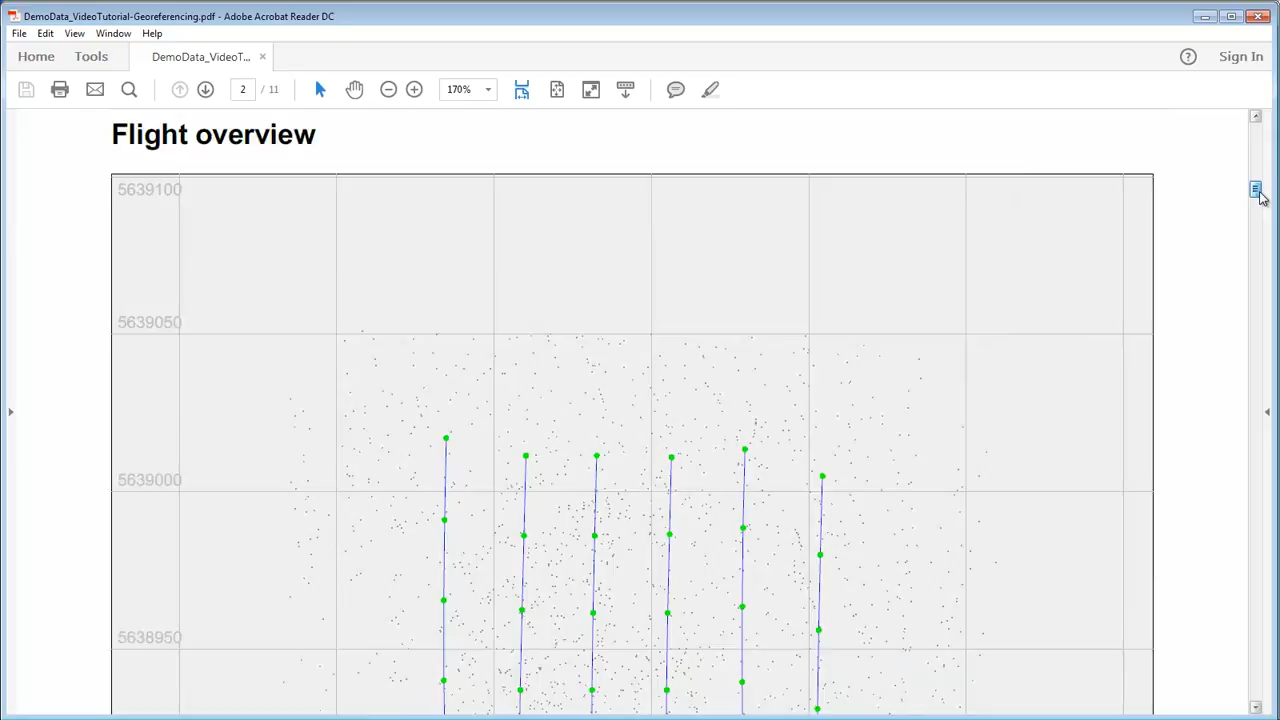 DemoData_VideoTutorial-Georeferencing.pdf - Adobe Acrobat Reader DC
File Edit View Window Help
Home Tools DemoData_VideoT... × Sign In
2 / 11 170%
Flight overview
5639100
5639050
5639000
5638950